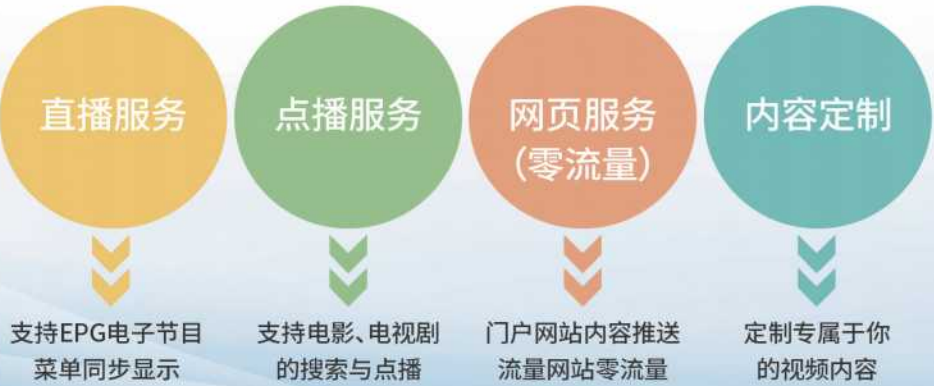 直播服务
点播服务
网页服务
(零流量)
内容定制
支持EPG电子节目
菜单同步显示
支持电影、电视剧
的搜索与点播
门户网站内容推送
流量网站零流量
定制专属于你
的视频内容